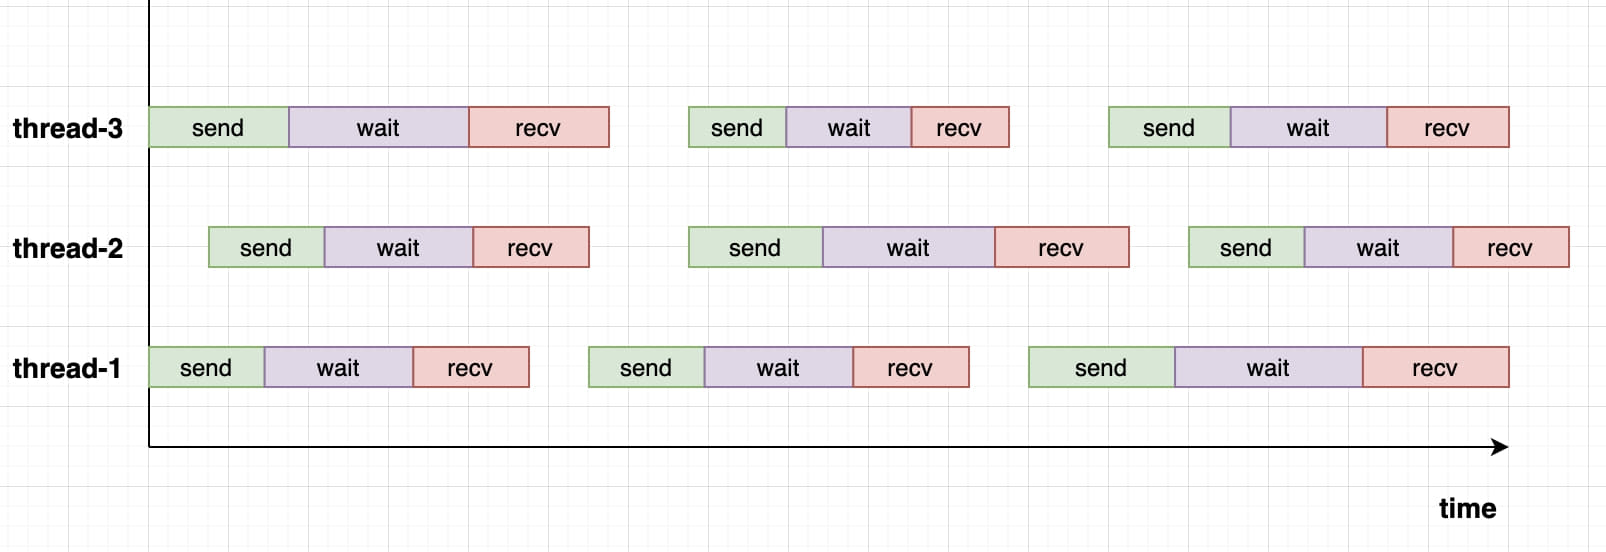 thread-3 send wait recv send wait recv send wait recv
thread-2 send wait recv send wait recv send wait recv
thread-1 send wait recv send wait recv send wait recv
time